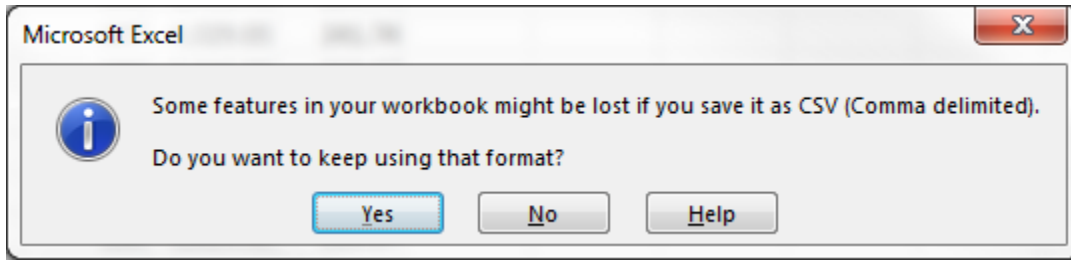 Microsoft Excel
Some features in your workbook might be lost if you save it as CSV (Comma delimited).
Do you want to keep using that format?
Yes No Help